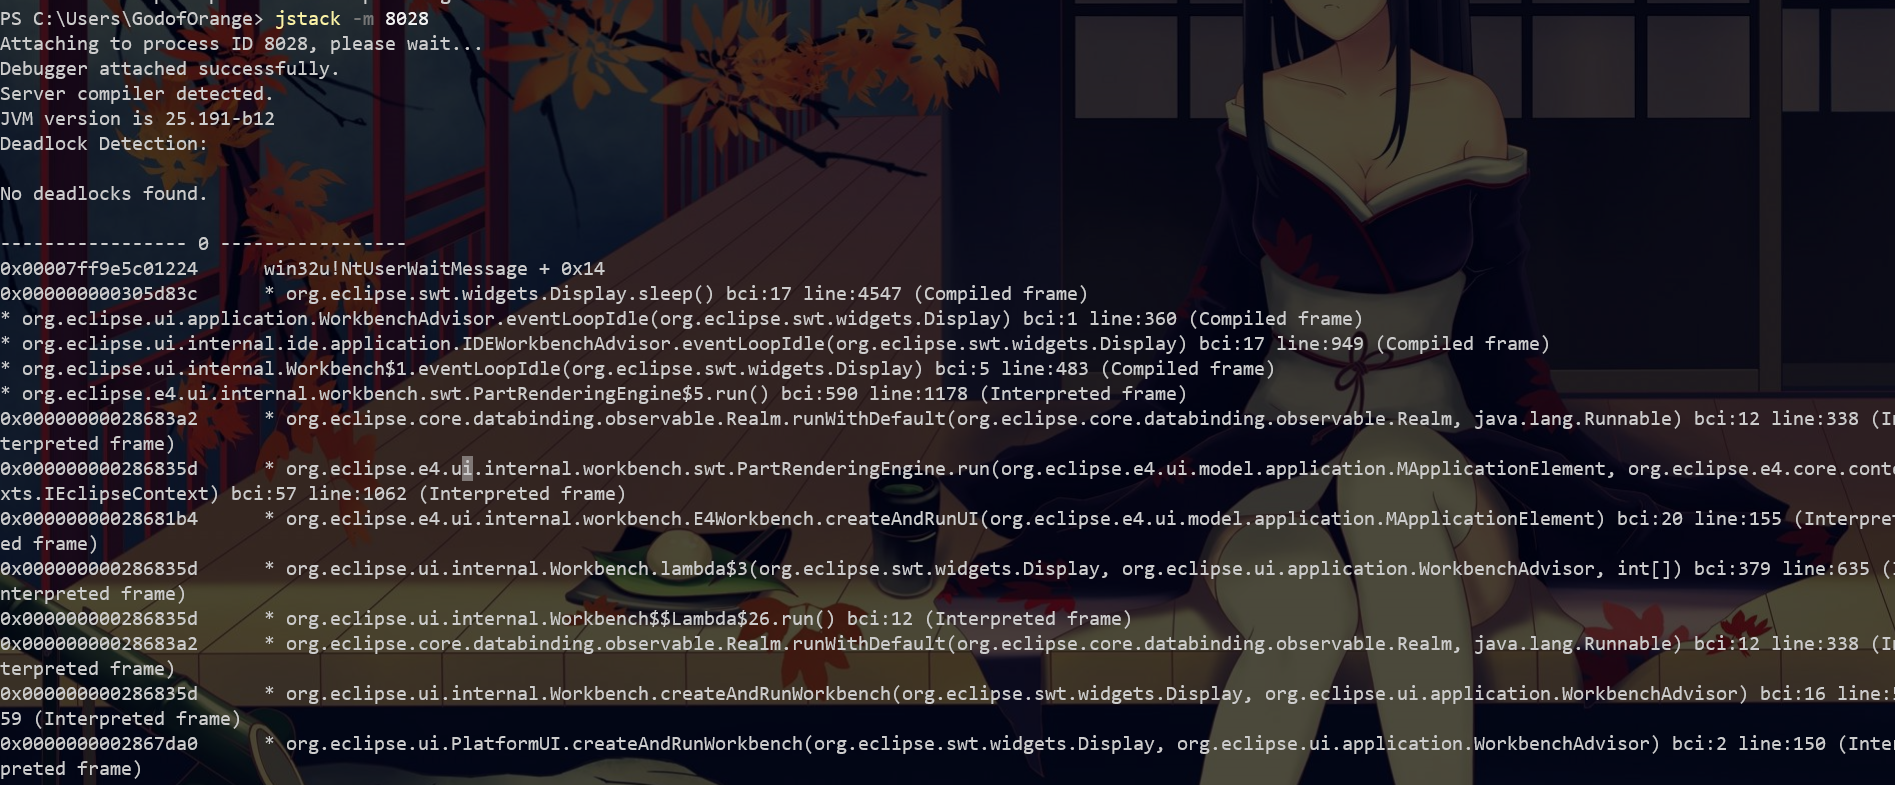 PS C:\Users\GodofOrange> jstack -m 8028
Attaching to process ID 8028, please wait...
Debugger attached successfully.
Server compiler detected.
JVM version is 25.191-b12
Deadlock Detection:
No deadlocks found.
----------------- 0 -----------------
0x00007ff9e5c01224      win32u!NtUserWaitMessage + 0x14
0x000000000305d83c      * org.eclipse.swt.widgets.Display.sleep() bci:17 line:4547 (Compiled frame)
* org.eclipse.ui.application.WorkbenchAdvisor.eventLoopIdle(org.eclipse.swt.widgets.Display) bci:1 line:360 (Compiled frame)
* org.eclipse.ui.internal.ide.application.IDEWorkbenchAdvisor.eventLoopIdle(org.eclipse.swt.widgets.Display) bci:17 line:949 (Compiled frame)
* org.eclipse.ui.internal.Workbench$1.eventLoopIdle(org.eclipse.swt.widgets.Display) bci:5 line:483 (Compiled frame)
* org.eclipse.e4.ui.internal.workbench.swt.PartRenderingEngine$5.run() bci:590 line:1178 (Interpreted frame)
0x00000000028683a2      * org.eclipse.core.databinding.observable.Realm.runWithDefault(org.eclipse.core.databinding.observable.Realm, java.lang.Runnable) bci:12 line:338 (In
terpreted frame)
0x000000000286835d      * org.eclipse.e4.ui.internal.workbench.swt.PartRenderingEngine.run(org.eclipse.e4.ui.model.application.MApplicationElement, org.eclipse.e4.core.conte
xts.IEclipseContext) bci:57 line:1062 (Interpreted frame)
0x00000000028681b4      * org.eclipse.e4.ui.internal.workbench.E4Workbench.createAndRunUI(org.eclipse.e4.ui.model.application.MApplicationElement) bci:20 line:155 (Interpret
ed frame)
0x000000000286835d      * org.eclipse.ui.internal.Workbench.lambda$3(org.eclipse.swt.widgets.Display, org.eclipse.ui.application.WorkbenchAdvisor, int[]) bci:379 line:635 (I
nterpreted frame)
0x000000000286835d      * org.eclipse.ui.internal.Workbench$$Lambda$26.run() bci:12 (Interpreted frame)
0x00000000028683a2      * org.eclipse.core.databinding.observable.Realm.runWithDefault(org.eclipse.core.databinding.observable.Realm, java.lang.Runnable) bci:12 line:338 (In
terpreted frame)
0x000000000286835d      * org.eclipse.ui.internal.Workbench.createAndRunWorkbench(org.eclipse.swt.widgets.Display, org.eclipse.ui.application.WorkbenchAdvisor) bci:16 line:5
59 (Interpreted frame)
0x0000000002867da0      * org.eclipse.ui.PlatformUI.createAndRunWorkbench(org.eclipse.swt.widgets.Display, org.eclipse.ui.application.WorkbenchAdvisor) bci:2 line:150 (Inter
preted frame)